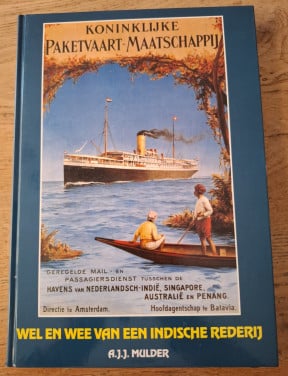 KONINKLIJKE
PAKETVAART-MAATSCHAPPIJ
GEREGELDE MAIL- EN
PASSAGIERSDIENST TUSSCHEN DE
HAVENS VAN NEDERLANDSCH-INDIË, SINGAPORE,
AUSTRALIË EN PENANG.
Directie te Amsterdam. Hoofdagentschap te Batavia.
WEL EN WEE VAN EEN INDISCHE REDERIJ
A.J.J. MULDER